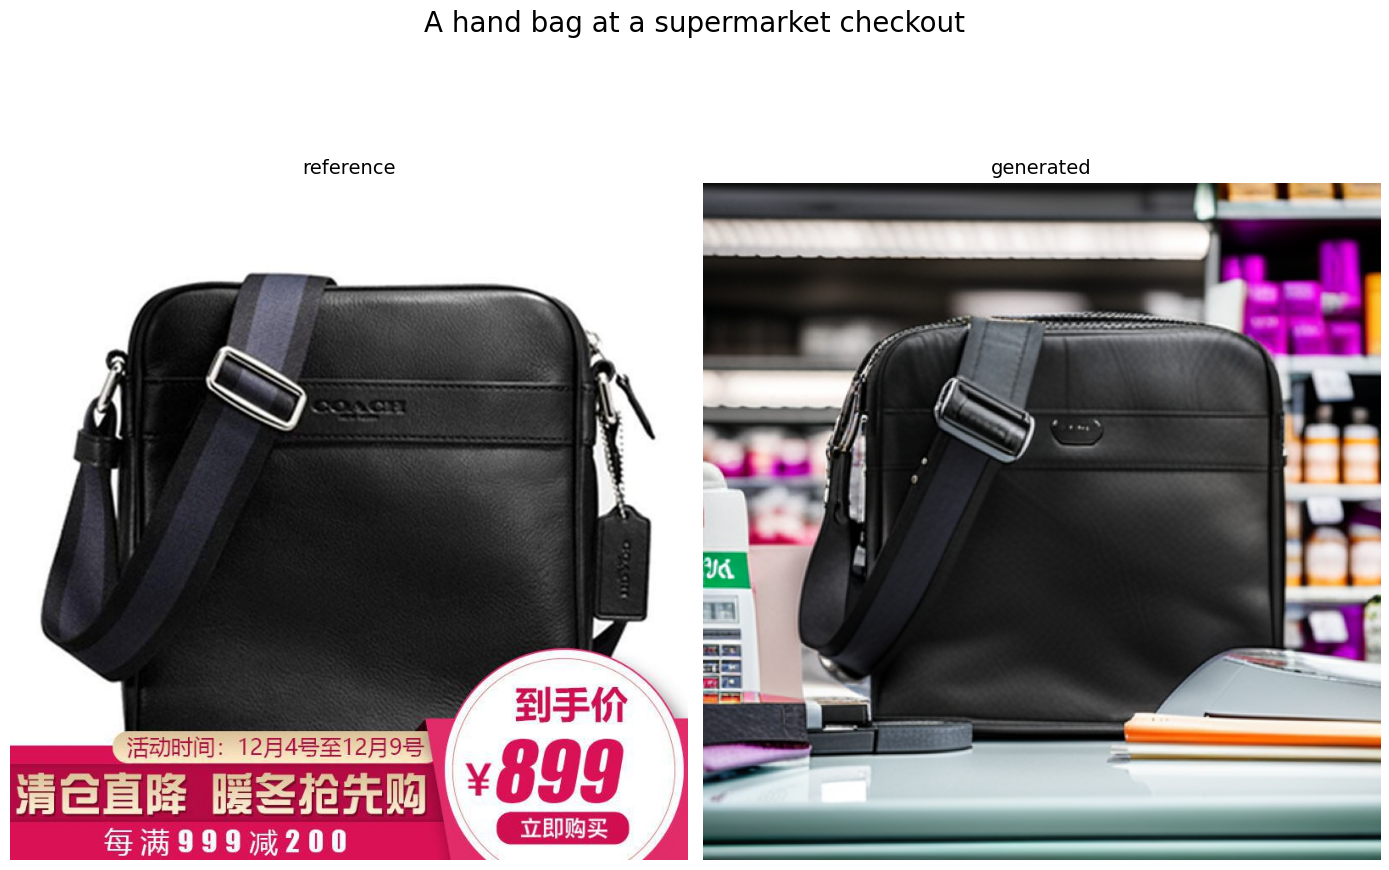 A hand bag at a supermarket checkout
reference
generated
COACH
COACH
到手价
活动时间：12月4号至12月9号
¥899
清仓直降 暖冬抢先购
立即购买
每满999减200